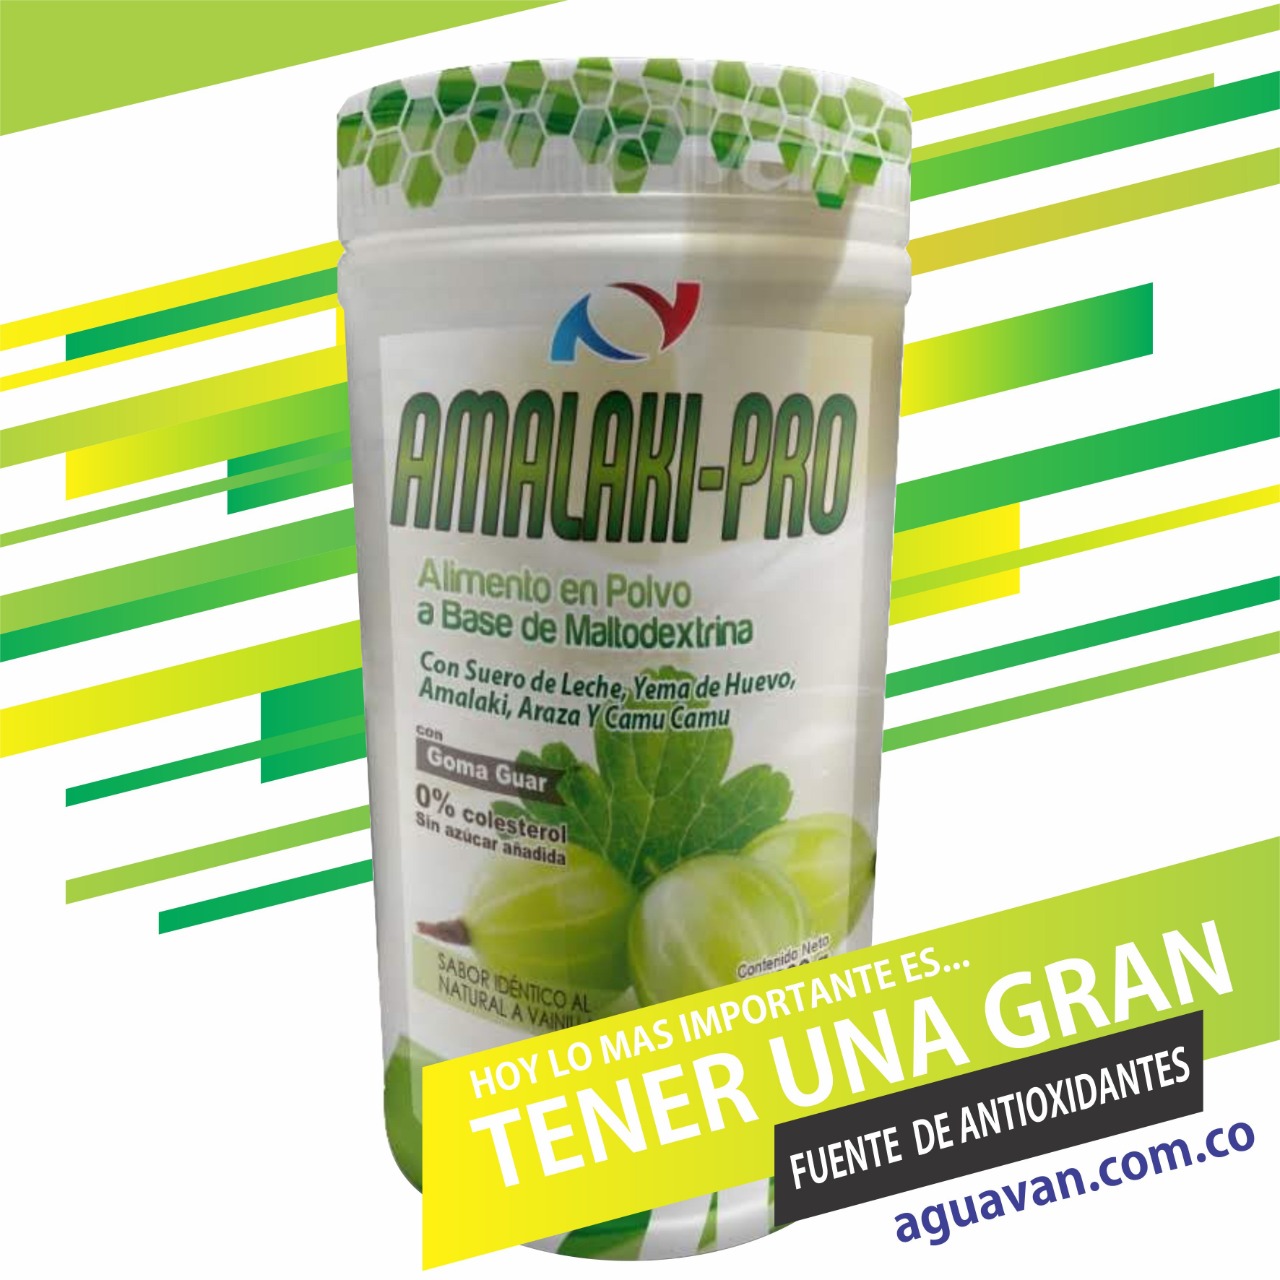 Aguavan
AMALAKI-PRO
Alimento en Polvo
a Base de Maltodextrina
Con Suero de Leche, Yema de Huevo,
Amalaki, Araza Y Camu Camu
con
Goma Guar
0% colesterol
Sin azúcar añadida
SABOR IDÉNTICO AL
NATURAL A
Contenido Neto
HOY LO MAS IMPORTANTE ES...
TENER UNA GRAN
FUENTE DE ANTIOXIDANTES
aguavan.com.co